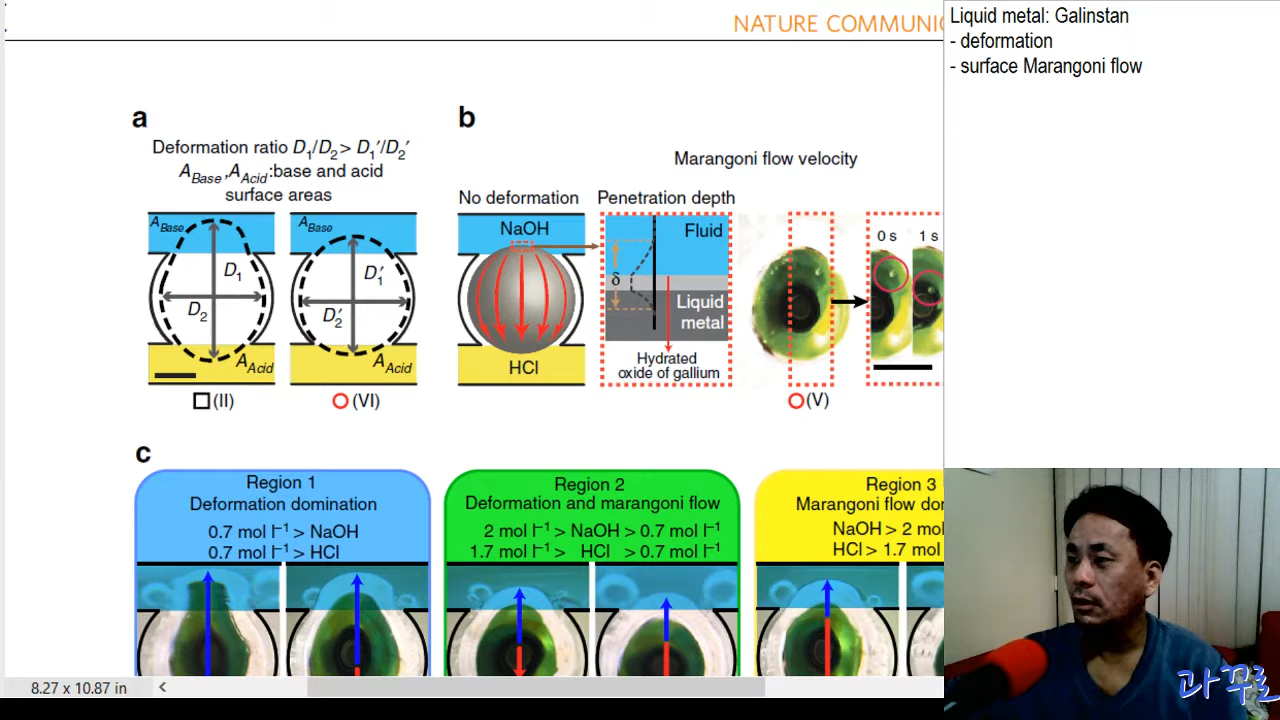 NATURE COMMUNIC
Liquid metal: Galinstan
- deformation
- surface Marangoni flow
a
Deformation ratio D1/D2> D1′/D2′
ABase ,AAcid:base and acid
surface areas
ABase
D1
D2
AAcid
(II)
ABase
D1′
D2′
AAcid
(VI)
b
Marangoni flow velocity
No deformation
NaOH
HCl
Penetration depth
Fluid
δ
Liquid
metal
Hydrated
oxide of gallium
0 s
1 s
(V)
c
Region 1
Deformation domination
0.7 mol l⁻¹ > NaOH
0.7 mol l⁻¹ > HCl
Region 2
Deformation and marangoni flow
2 mol l⁻¹ > NaOH > 0.7 mol l⁻¹
1.7 mol l⁻¹ > HCl > 0.7 mol l⁻¹
Region 3
Marangoni flow dor
NaOH > 2 mol
HCl > 1.7 mol
8.27 x 10.87 in
과꾸로